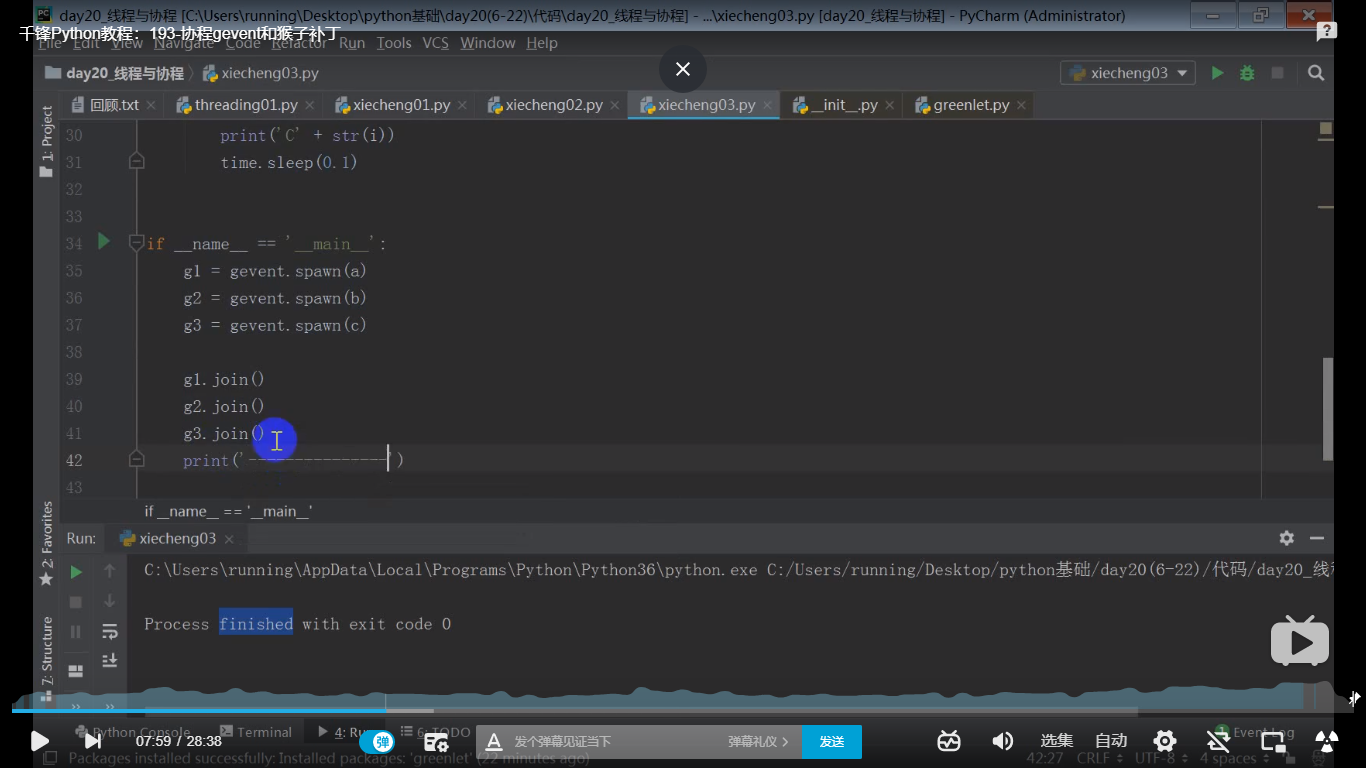 day20_线程与协程 [C:\Users\running\Desktop\python基础\day20(6-22)\代码\day20_线程与协程] - ...\xiecheng03.py [day20_线程与协程] - PyCharm (Administrator)
千锋Python教程：193-协程gevent和猴子补丁
File Edit View Navigate Code Refactor Run Tools VCS Window Help
day20_线程与协程 xiecheng03.py xiecheng03
回顾.txt threading01.py xiecheng01.py xiecheng02.py xiecheng03.py __init__.py greenlet.py
1: Project
30 print('C' + str(i))
31 time.sleep(0.1)
32
33
34 if __name__ == '__main__':
35 g1 = gevent.spawn(a)
36 g2 = gevent.spawn(b)
37 g3 = gevent.spawn(c)
38
39 g1.join()
40 g2.join()
41 g3.join()
42 print('---------------')
43
if __name__ == '__main__'
2: Favorites
7: Structure
Run: xiecheng03
C:\Users\running\AppData\Local\Programs\Python\Python36\python.exe C:/Users/running/Desktop/python基础/day20(6-22)/代码/day20_线
Process finished with exit code 0
Python Console Terminal 4: Ru 6: TODO Event Log
07:59 / 28:38 弹 发个弹幕见证当下 弹幕礼仪 > 发送 选集 自动
Packages installed successfully: Installed packages: 'greenlet' (22 minutes ago) 42:27 CRLF UTF-8 4 spaces